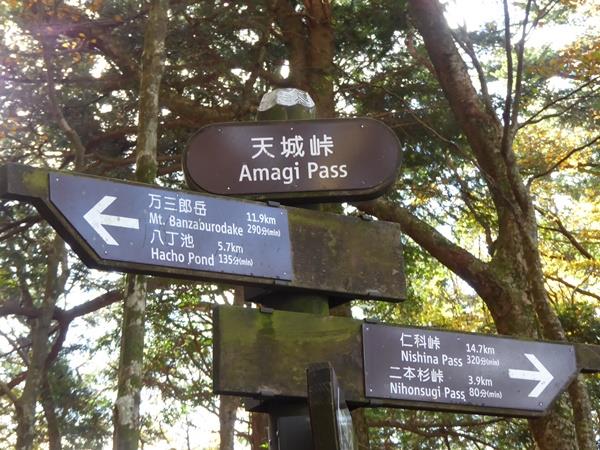 天城峠
Amagi Pass
万三郎岳 11.9km
Mt. Banzaburodake 290分(min)
八丁池 5.7km
Hacho Pond 135分(min)
仁科峠 14.7km
Nishina Pass 320分(min)
二本杉峠 3.9km
Nihonsugi Pass 80分(min)